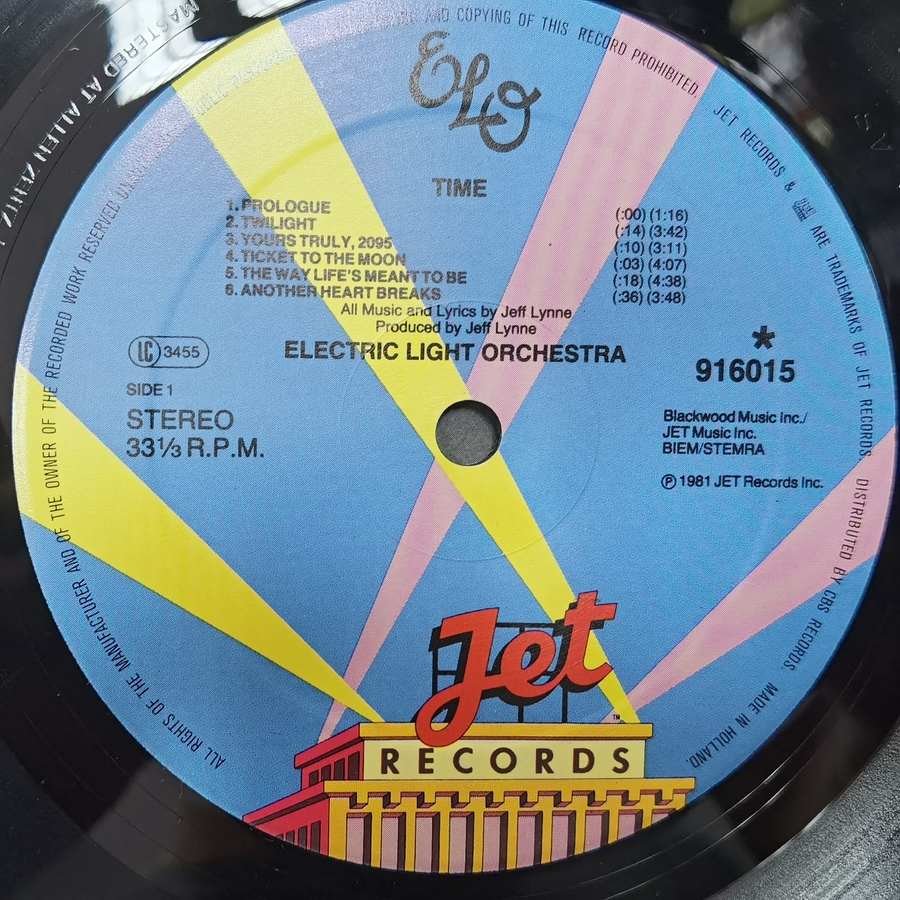 ELO
TIME
1. PROLOGUE (:00) (1:16)
2. TWILIGHT (:14) (3:42)
3. YOURS TRULY, 2095 (:10) (3:11)
4. TICKET TO THE MOON (:03) (4:07)
5. THE WAY LIFE'S MEANT TO BE (:18) (4:38)
6. ANOTHER HEART BREAKS (:36) (3:48)
All Music and Lyrics by Jeff Lynne
Produced by Jeff Lynne
ELECTRIC LIGHT ORCHESTRA
LC 3455
SIDE 1
STEREO
33⅓ R.P.M.
*
916015
Blackwood Music Inc./
JET Music Inc.
BIEM/STEMRA
℗ 1981 JET Records Inc.
Jet
RECORDS
TM
ALL RIGHTS OF THE MANUFACTURER AND OF THE OWNER OF THE RECORDED WORK RESERVED AND COPYING OF THIS RECORD PROHIBITED. JET RECORDS & JET ARE TRADEMARKS OF JET RECORDS DISTRIBUTED BY CBS RECORDS. MADE IN HOLLAND.
MASTERED AT ALLEN ZENTZ